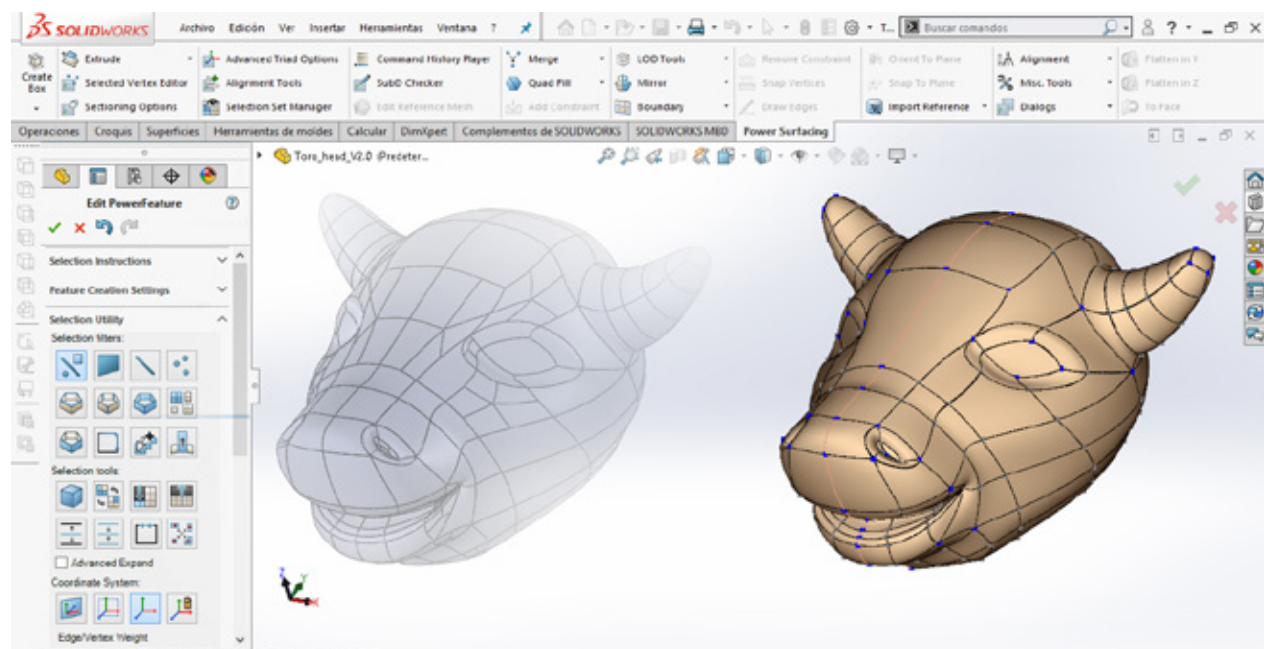 SOLIDWORKS Archivo Edición Ver Insertar Herramientas Ventana ? T... Buscar comandos ?
Create Box
Extrude Advanced Triad Options Command History Player Merge LOD Tools Remove Constraint Orient To Plane Alignment Flatten in Y
Selected Vertex Editor Alignment Tools SubD Checker Quad Fill Mirror Snap Vertices Snap To Plane Misc. Tools Flatten in Z
Sectioning Options Selection Set Manager Edit Reference Mesh Add Constraint Boundary Draw Edges Import Reference Dialogs To Face
Operaciones Croquis Superficies Herramientas de moldes Calcular DimXpert Complementos de SOLIDWORKS SOLIDWORKS MBD Power Surfacing
Toro_head_V2.0 (Predeter...
Edit PowerFeature
Selection Instructions
Feature Creation Settings
Selection Utility
Selection filters:
Selection tools:
Advanced Expand
Coordinate System:
Edge/Vertex Weight
Z Y X